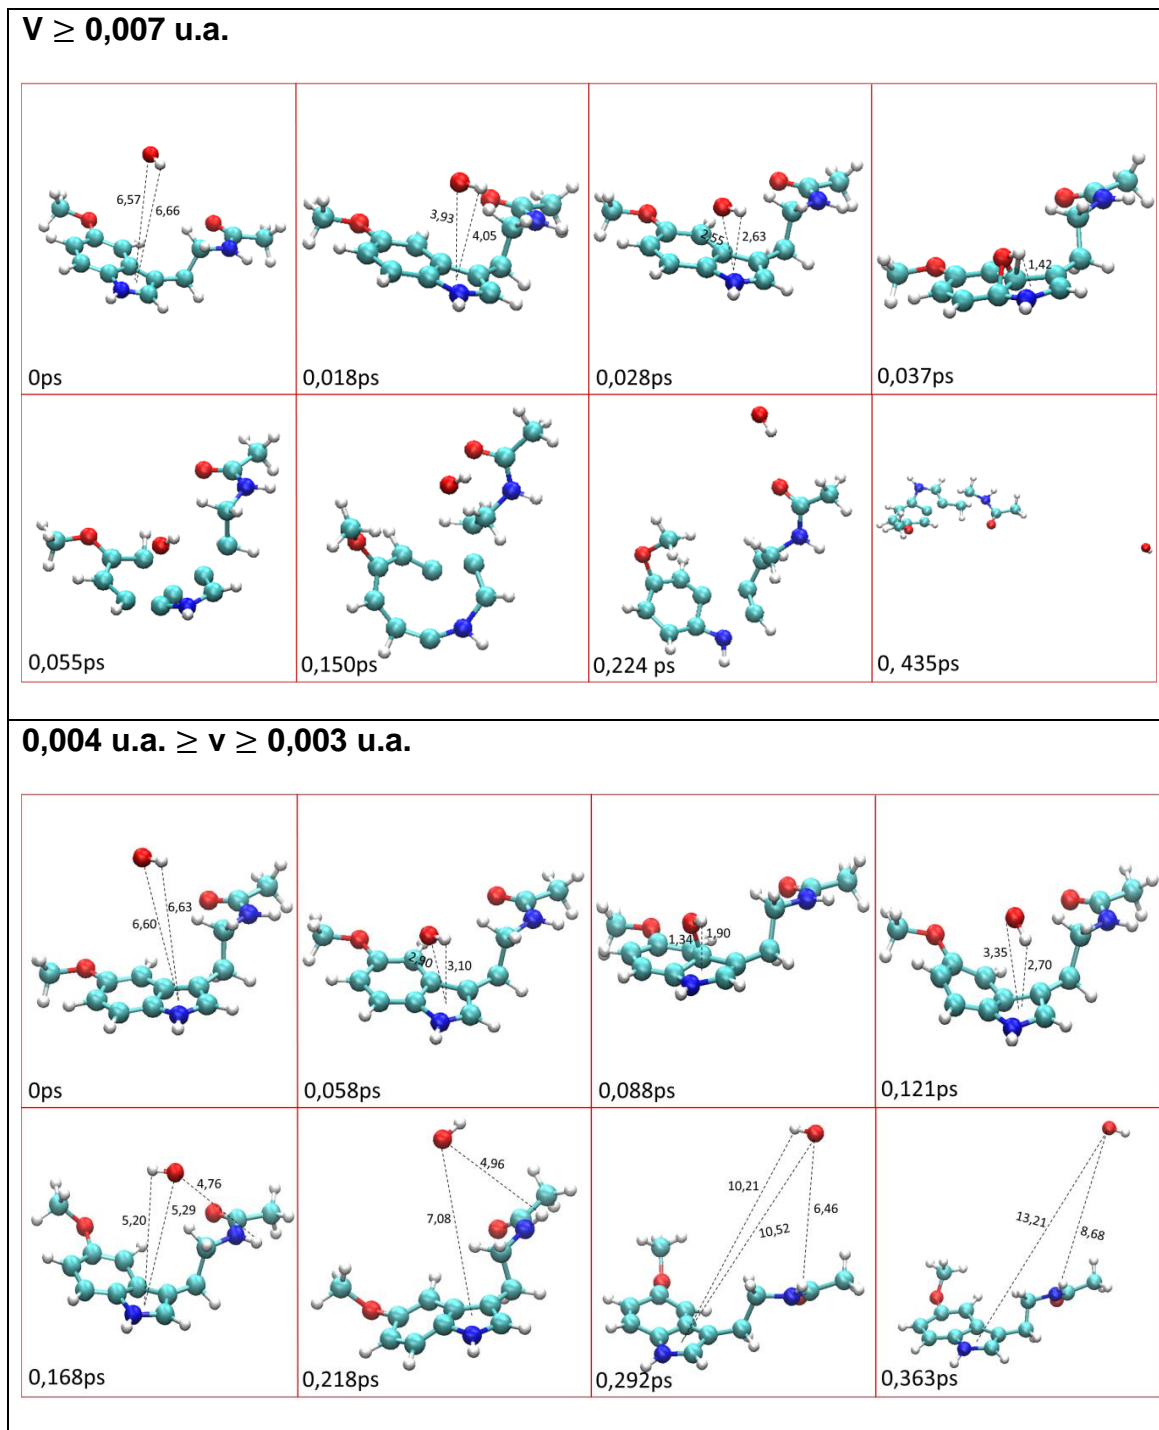 V ≥ 0,007 u.a.
6,57
6,66
0ps
3,93
4,05
0,018ps
2,55
2,63
0,028ps
1,42
0,037ps
0,055ps
0,150ps
0,224 ps
0, 435ps
0,004 u.a. ≥ v ≥ 0,003 u.a.
6,63
6,60
0ps
2,90
3,10
0,058ps
1,34
1,90
0,088ps
3,35
2,70
0,121ps
4,76
5,20
5,29
0,168ps
4,96
7,08
0,218ps
10,21
6,46
10,52
0,292ps
13,21
8,68
0,363ps